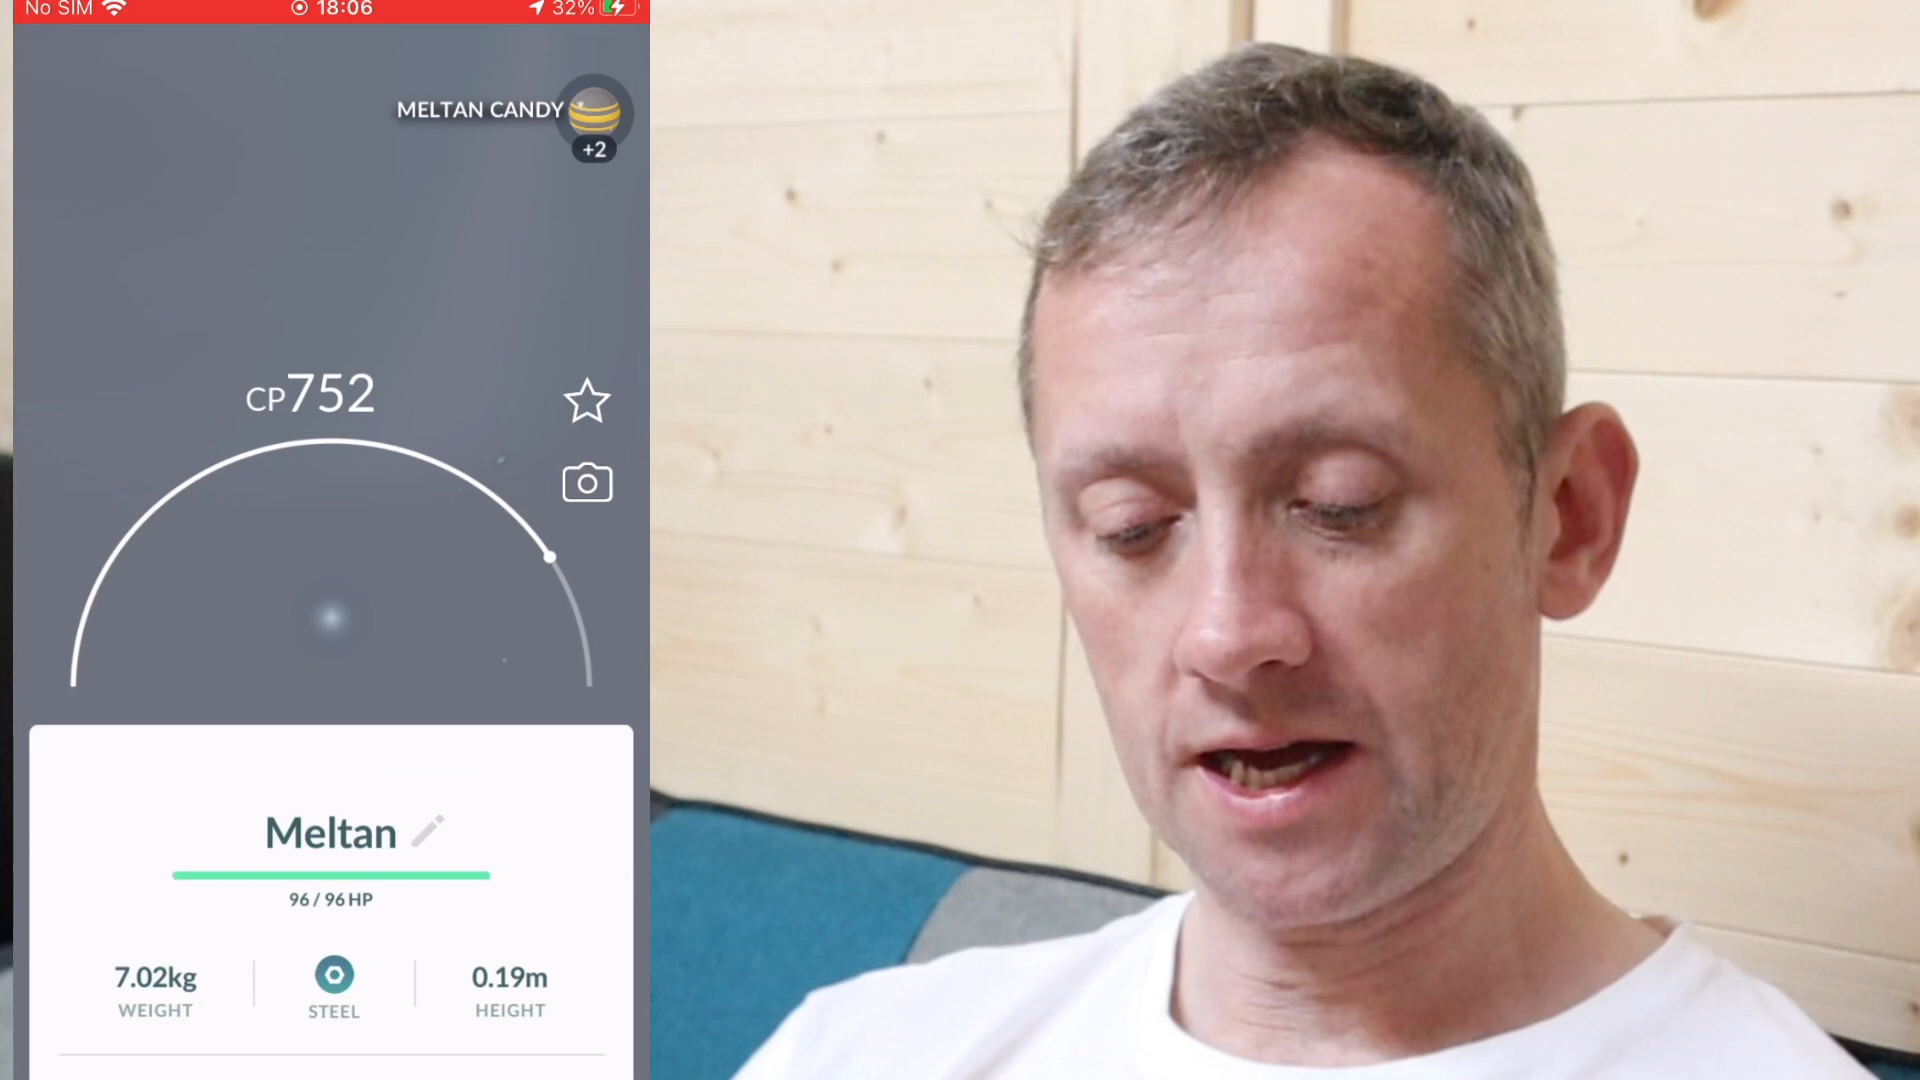 No SIM 18:06 32%
MELTAN CANDY
+2
CP752
Meltan
96 / 96 HP
7.02kg
WEIGHT
STEEL
0.19m
HEIGHT